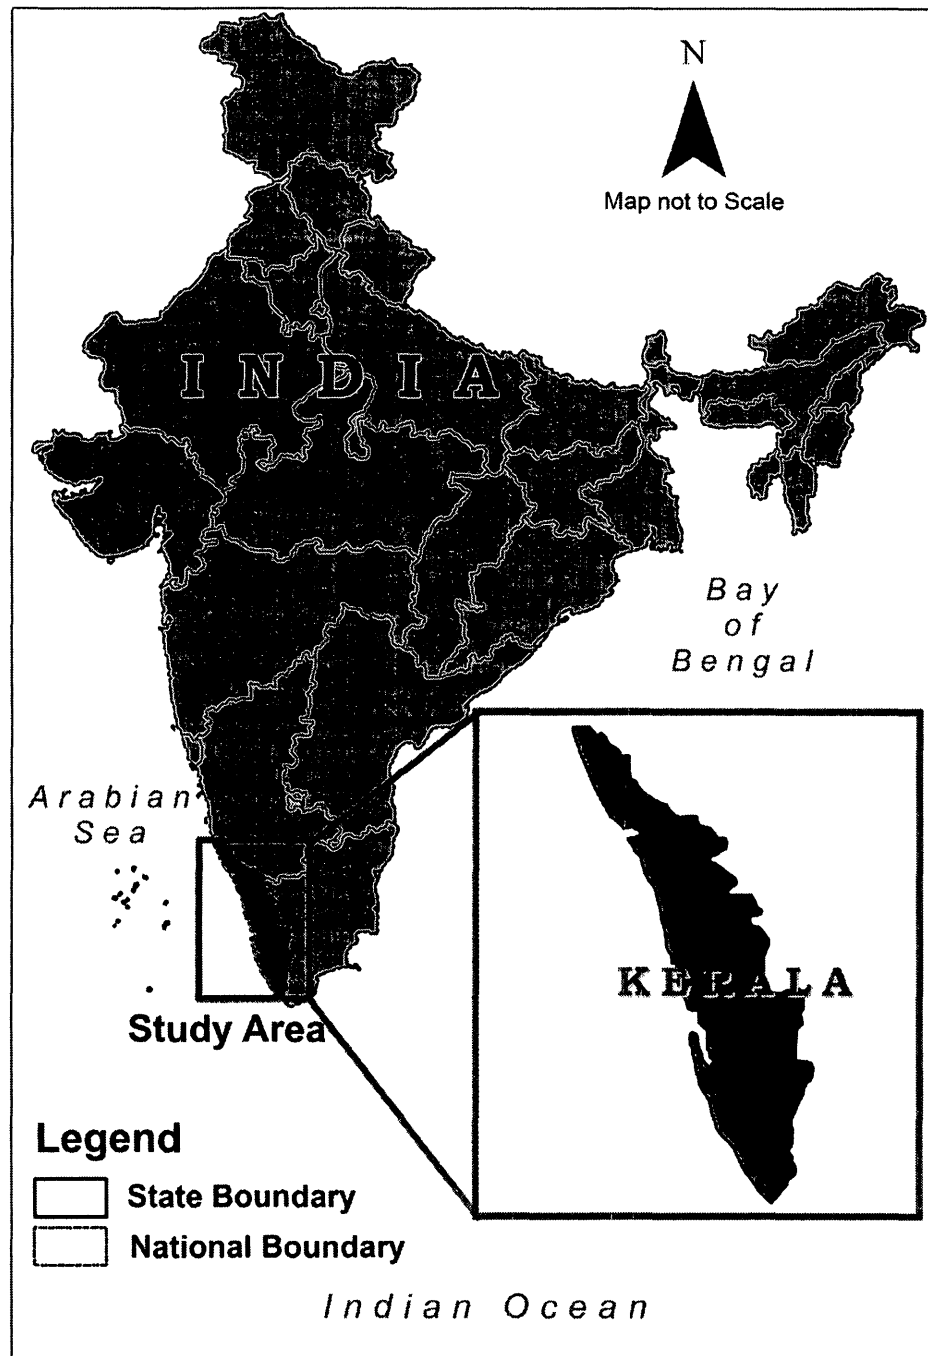 N
Map not to Scale
INDIA
Bay
of
Bengal
Arabian
Sea
KERALA
Study Area
Legend
State Boundary
National Boundary
Indian Ocean